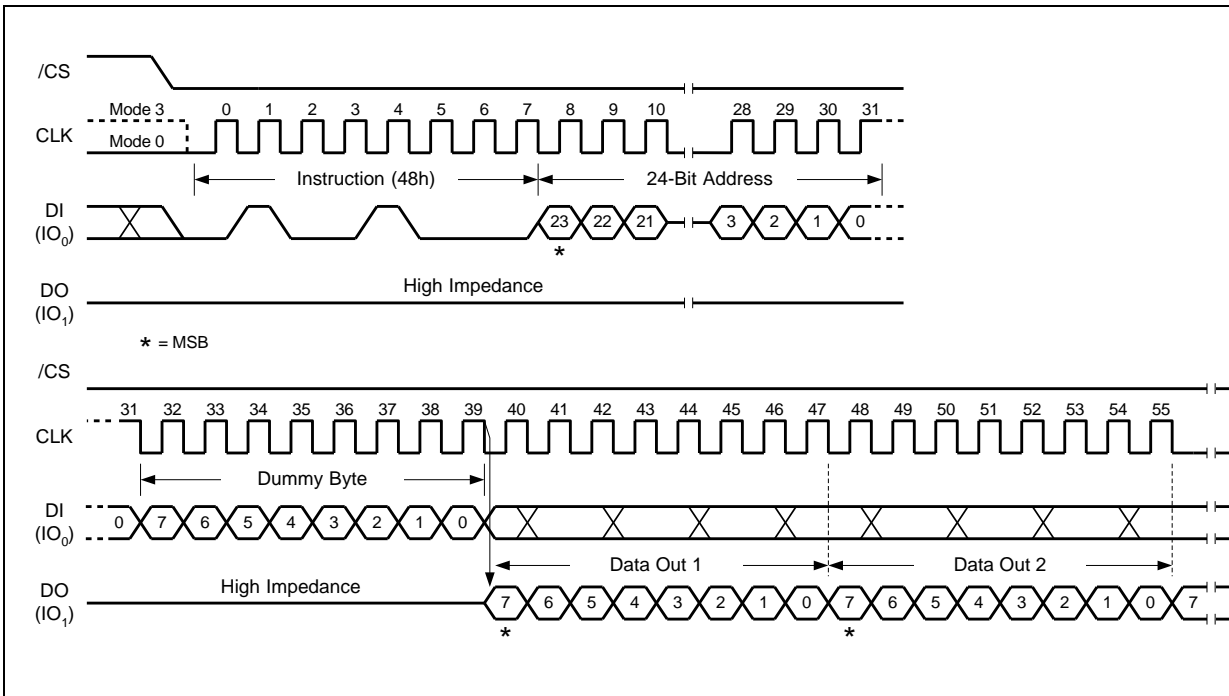 /CS
Mode 3 0 1 2 3 4 5 6 7 8 9 10 28 29 30 31
CLK Mode 0
Instruction (48h) 24-Bit Address
DI
(IO0) 23 22 21 3 2 1 0
*
DO High Impedance
(IO1)
* = MSB
/CS
31 32 33 34 35 36 37 38 39 40 41 42 43 44 45 46 47 48 49 50 51 52 53 54 55
CLK
Dummy Byte
DI
(IO0) 0 7 6 5 4 3 2 1 0
Data Out 1 Data Out 2
DO High Impedance
(IO1) 7 6 5 4 3 2 1 0 7 6 5 4 3 2 1 0 7
* *